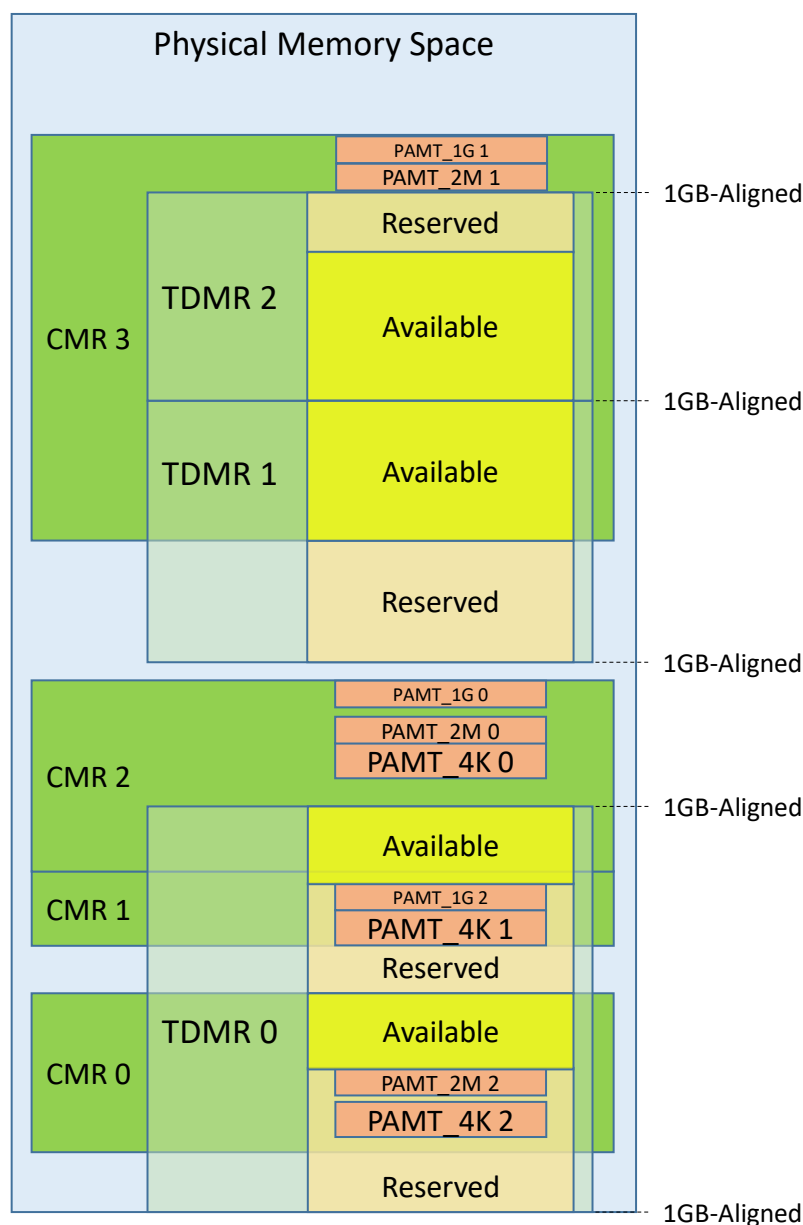 Physical Memory Space
PAMT_1G 1
PAMT_2M 1
1GB-Aligned
Reserved
TDMR 2
Available
CMR 3
1GB-Aligned
TDMR 1
Available
Reserved
1GB-Aligned
PAMT_1G 0
PAMT_2M 0
PAMT_4K 0
CMR 2
1GB-Aligned
Available
PAMT_1G 2
CMR 1
PAMT_4K 1
Reserved
TDMR 0
Available
CMR 0
PAMT_2M 2
PAMT_4K 2
Reserved
1GB-Aligned